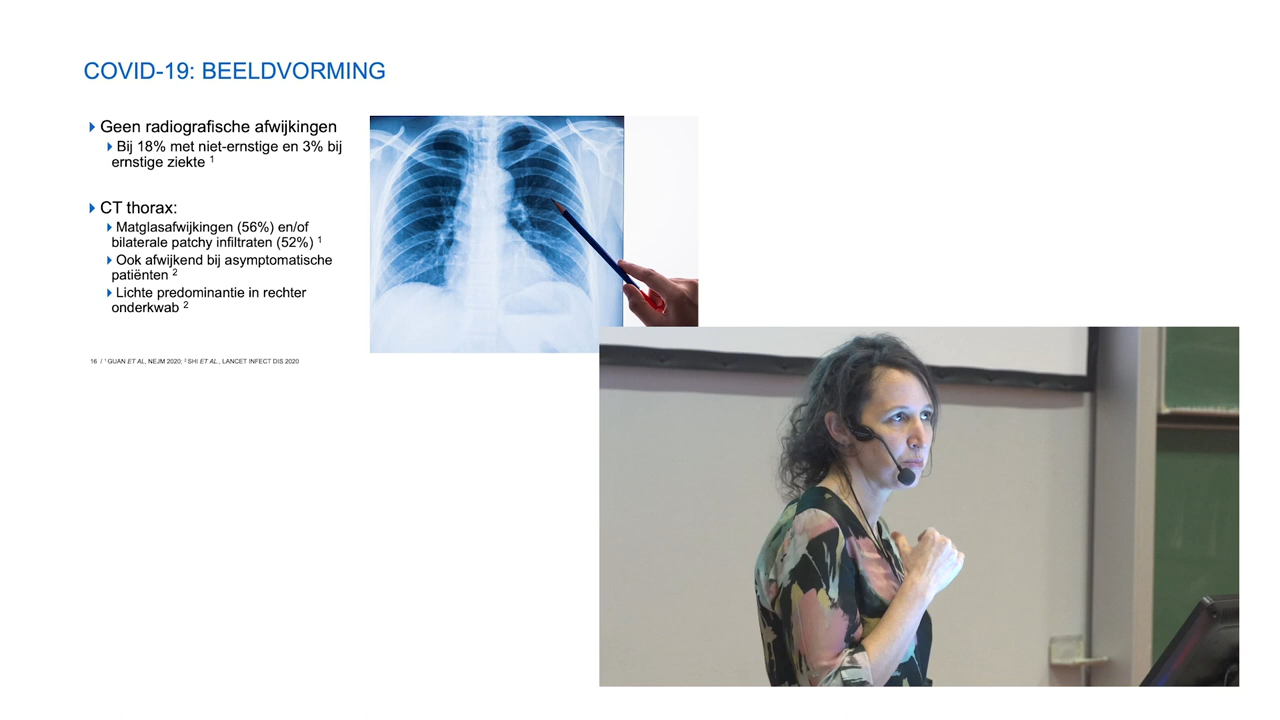 COVID-19: BEELDVORMING
Geen radiografische afwijkingen
Bij 18% met niet-ernstige en 3% bij
ernstige ziekte ¹
CT thorax:
Matglasafwijkingen (56%) en/of
bilaterale patchy infiltraten (52%) ¹
Ook afwijkend bij asymptomatische
patiënten ²
Lichte predominantie in rechter
onderkwab ²
16 / ¹ GUAN ET AL, NEJM 2020; ² SHI ET AL., LANCET INFECT DIS 2020